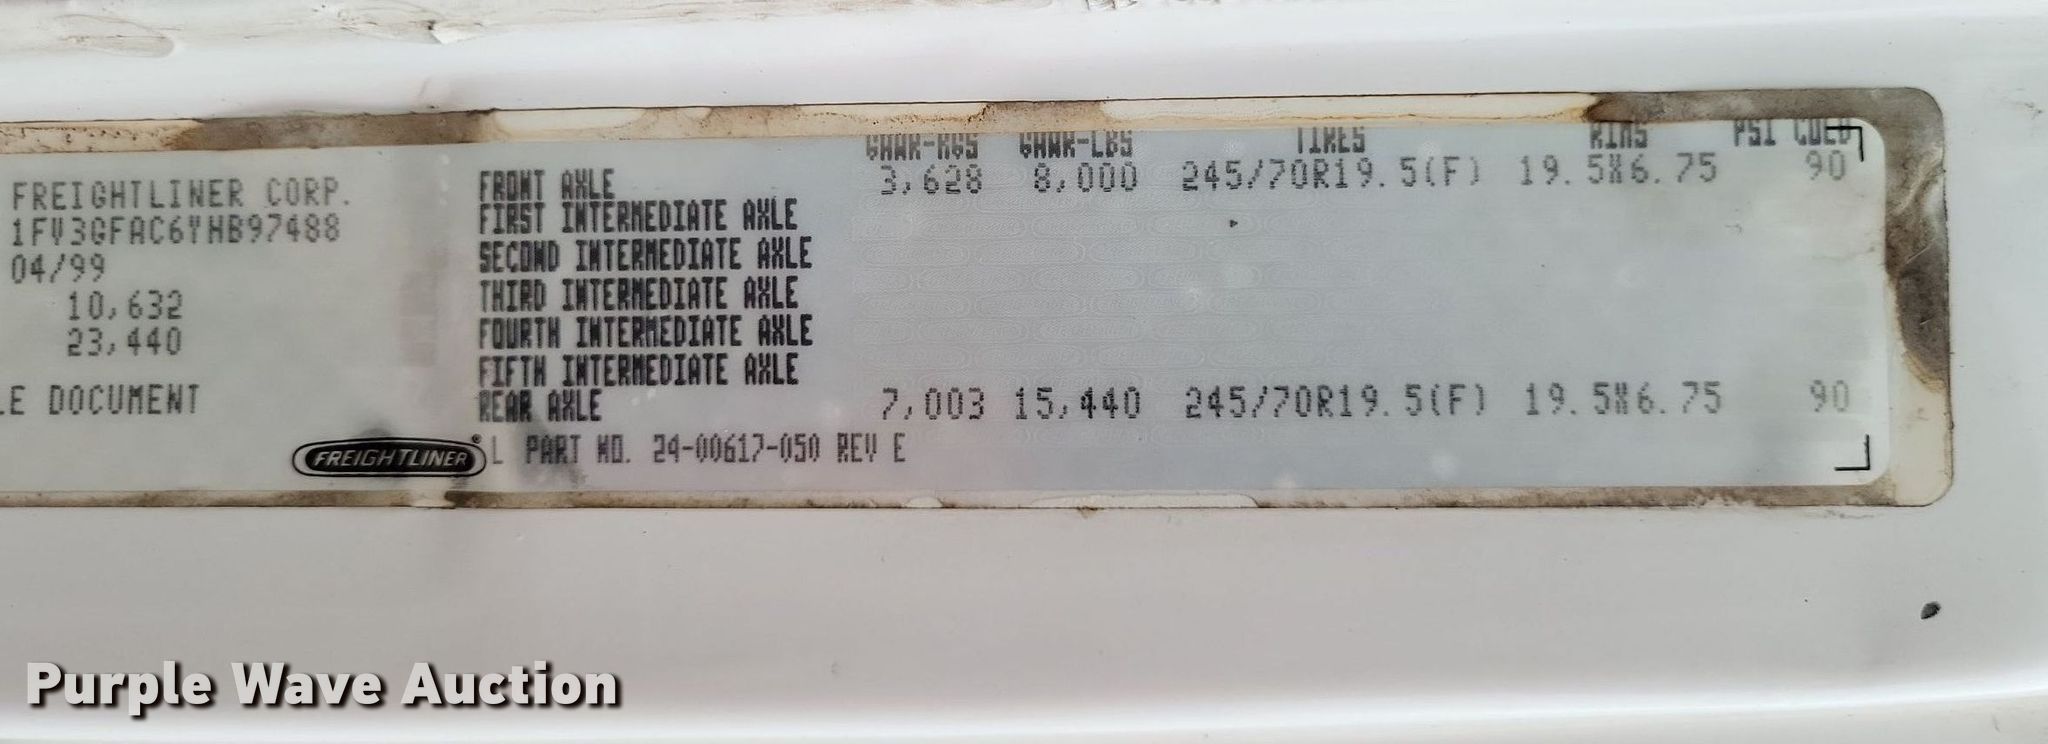 GAWR-KGS GAWR-LBS TIRES RIMS PSI COLD
FREIGHTLINER CORP. FRONT AXLE 3,628 8,000 245/70R19.5(F) 19.5X6.75 90
1FV3GFAC6YHB97488 FIRST INTERMEDIATE AXLE
04/99 SECOND INTERMEDIATE AXLE
10,632 THIRD INTERMEDIATE AXLE
23,440 FOURTH INTERMEDIATE AXLE
FIFTH INTERMEDIATE AXLE
LE DOCUMENT REAR AXLE 7,003 15,440 245/70R19.5(F) 19.5X6.75 90
FREIGHTLINER® L PART NO. 24-00617-050 REV E
Purple Wave Auction